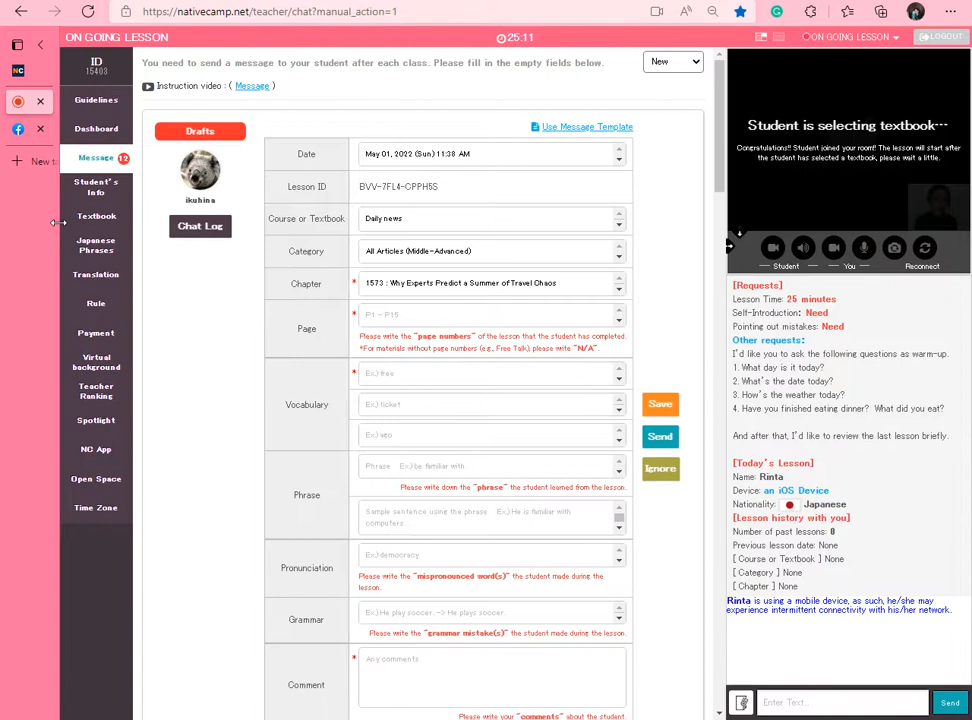 https://nativecamp.net/teacher/chat?manual_action=1
ON GOING LESSON
25:11
ON GOING LESSON
LOGOUT
NC
New t
ID
15403
Guidelines
Dashboard
Message 12
Student's
Info
Textbook
Japanese
Phrases
Translation
Rule
Payment
Virtual
background
Teacher
Ranking
Spotlight
NC App
Open Space
Time Zone
You need to send a message to your student after each class. Please fill in the empty fields below.
New
Instruction video : ( Message )
Drafts
Use Message Template
ikuhina
Chat Log
Date
May 01, 2022 (Sun) 11:38 AM
Lesson ID
BVV-7FL4-CPPH5S
Course or Textbook
Daily news
Category
All Articles (Middle-Advanced)
Chapter
* 1573 : Why Experts Predict a Summer of Travel Chaos
Page
* P1 - P15
Please write the "page numbers" of the lesson that the student has completed.
*For materials without page numbers (e.g., Free Talk), please write "N/A".
Vocabulary
* Ex.) free
Ex.) ticket
Ex.) ago
Save
Send
Ignore
Phrase
Phrase Ex.) be familiar with
Please write down the "phrase" the student learned from the lesson.
Sample sentence using the phrase Ex.) He is familiar with
computers.
Pronunciation
Ex.) democracy
Please write the "mispronounced word(s)" the student made during the
lesson.
Grammar
Ex.) He play soccer. -> He plays soccer.
Please write the "grammar mistake(s)" the student made during the lesson.
Comment
* Any comments
Please write your "comments" about the student.
Student is selecting textbook…
Congratulations!! Student joined your room!! The lesson will start
after the student has selected a textbook, please wait a little.
Student
You
Reconnect
[Requests]
Lesson Time: 25 minutes
Self-Introduction: Need
Pointing out mistakes: Need
Other requests:
I'd like you to ask the following questions as warm-up.
1. What day is it today?
2. What's the date today?
3. How's the weather today?
4. Have you finished eating dinner? What did you eat?
And after that, I'd like to review the last lesson briefly.
[Today's Lesson]
Name: Rinta
Device: an iOS Device
Nationality: Japanese
[Lesson history with you]
Number of past lessons: 0
Previous lesson date: None
[ Course or Textbook ] None
[ Category ] None
[ Chapter ] None
Rinta is using a mobile device, as such, he/she may
experience intermittent connectivity with his/her network.
Enter Text...
Send